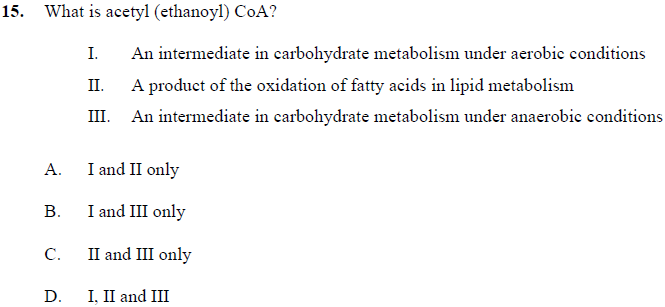 15. What is acetyl (ethanoyl) CoA?
I. An intermediate in carbohydrate metabolism under aerobic conditions
II. A product of the oxidation of fatty acids in lipid metabolism
III. An intermediate in carbohydrate metabolism under anaerobic conditions
A. I and II only
B. I and III only
C. II and III only
D. I, II and III